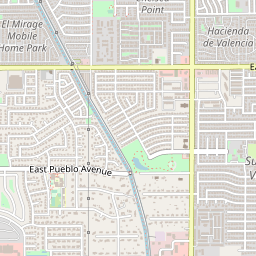 Point
El Mirage
Mobile
Home Park
Hacienda
de Valencia
Ea
East Pueblo Avenue
Su
V